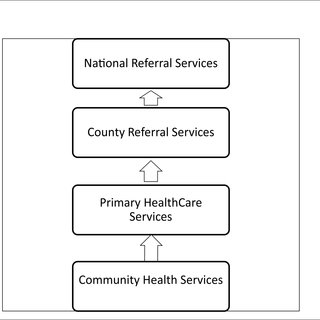 National Referral Services
County Referral Services
Primary HealthCare
Services
Community Health Services